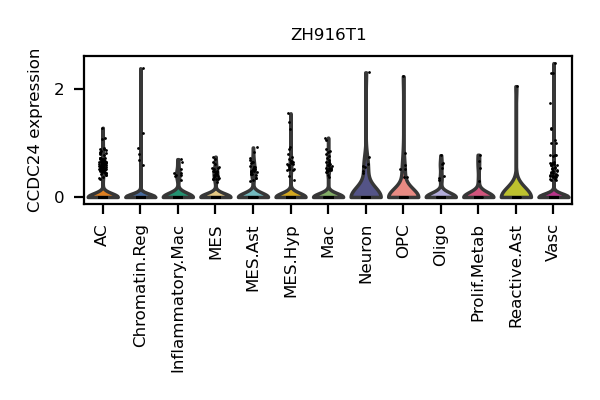 ZH916T1
CCDC24 expression
2
0
AC
Chromatin.Reg
Inflammatory.Mac
MES
MES.Ast
MES.Hyp
Mac
Neuron
OPC
Oligo
Prolif.Metab
Reactive.Ast
Vasc